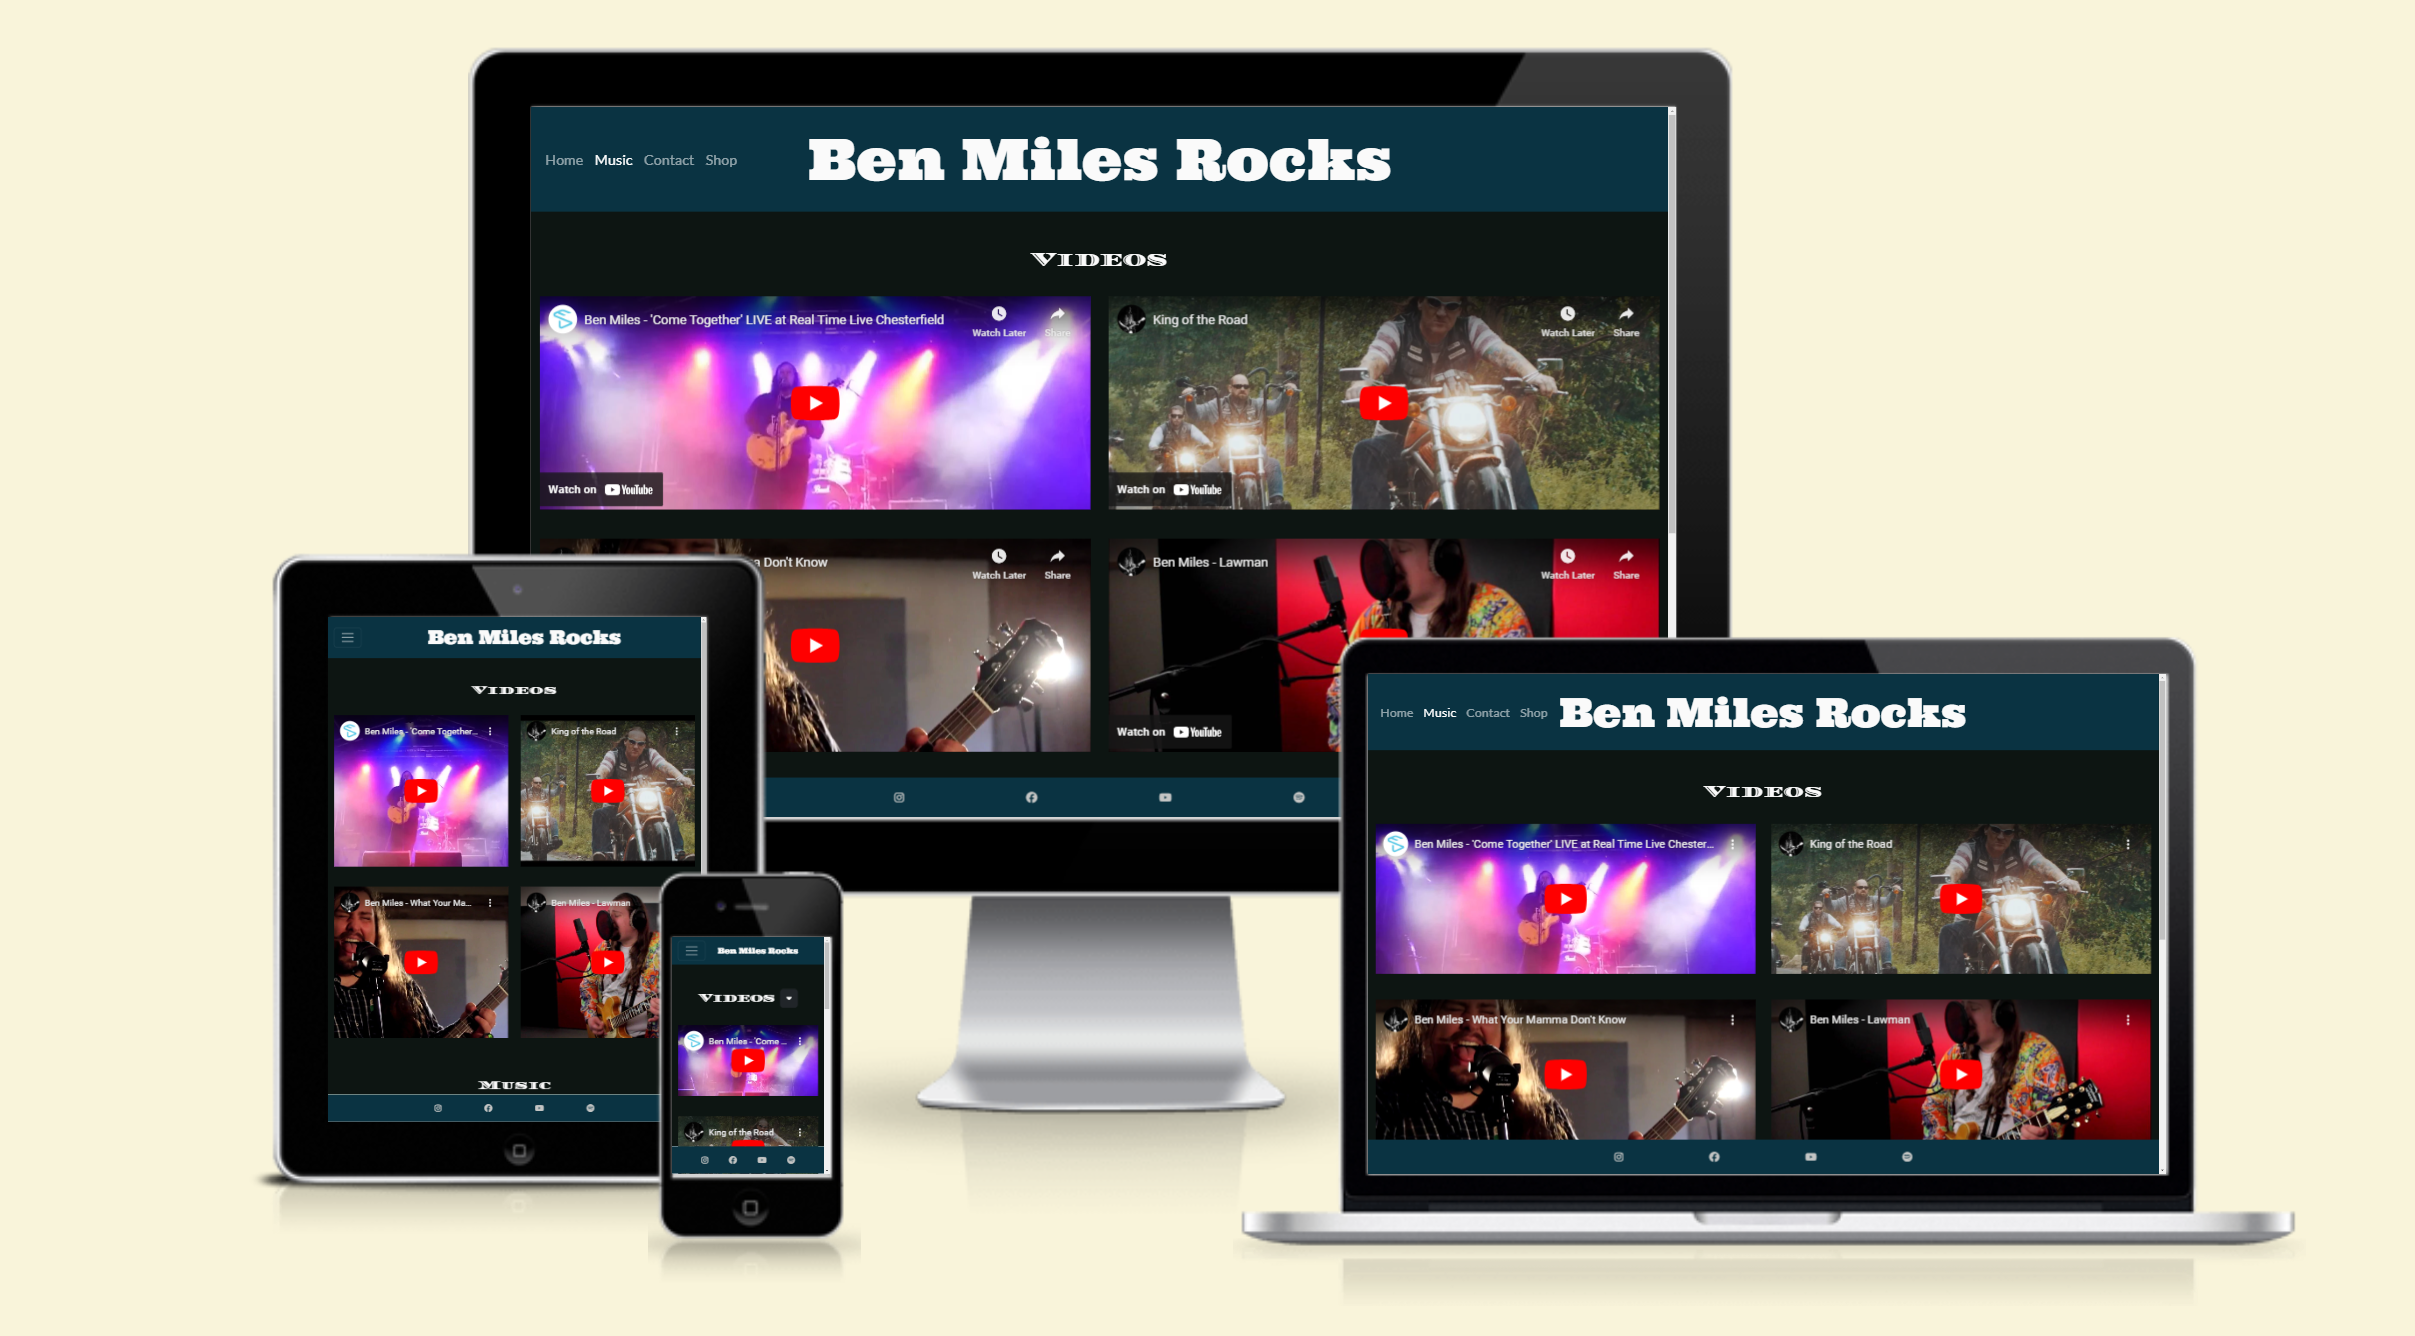 Home Music Contact Shop
Ben Miles Rocks
VIDEOS
Ben Miles - 'Come Together' LIVE at Real Time Live Chesterfield
Watch Later
Share
Watch on YouTube
King of the Road
Watch Later
Share
Watch on YouTube
Don't Know
Watch Later
Share
Ben Miles - Lawman
Watch Later
Share
Watch on YouTube
Ben Miles Rocks
VIDEOS
Ben Miles - 'Come Together...
King of the Road
Ben Miles - What Your Ma...
Ben Miles - Lawman
MUSIC
Ben Miles Rocks
VIDEOS
Ben Miles - 'Come ...
King of the Road
Home Music Contact Shop
Ben Miles Rocks
VIDEOS
Ben Miles - 'Come Together' LIVE at Real Time Live Chester...
King of the Road
Ben Miles - What Your Mamma Don't Know
Ben Miles - Lawman